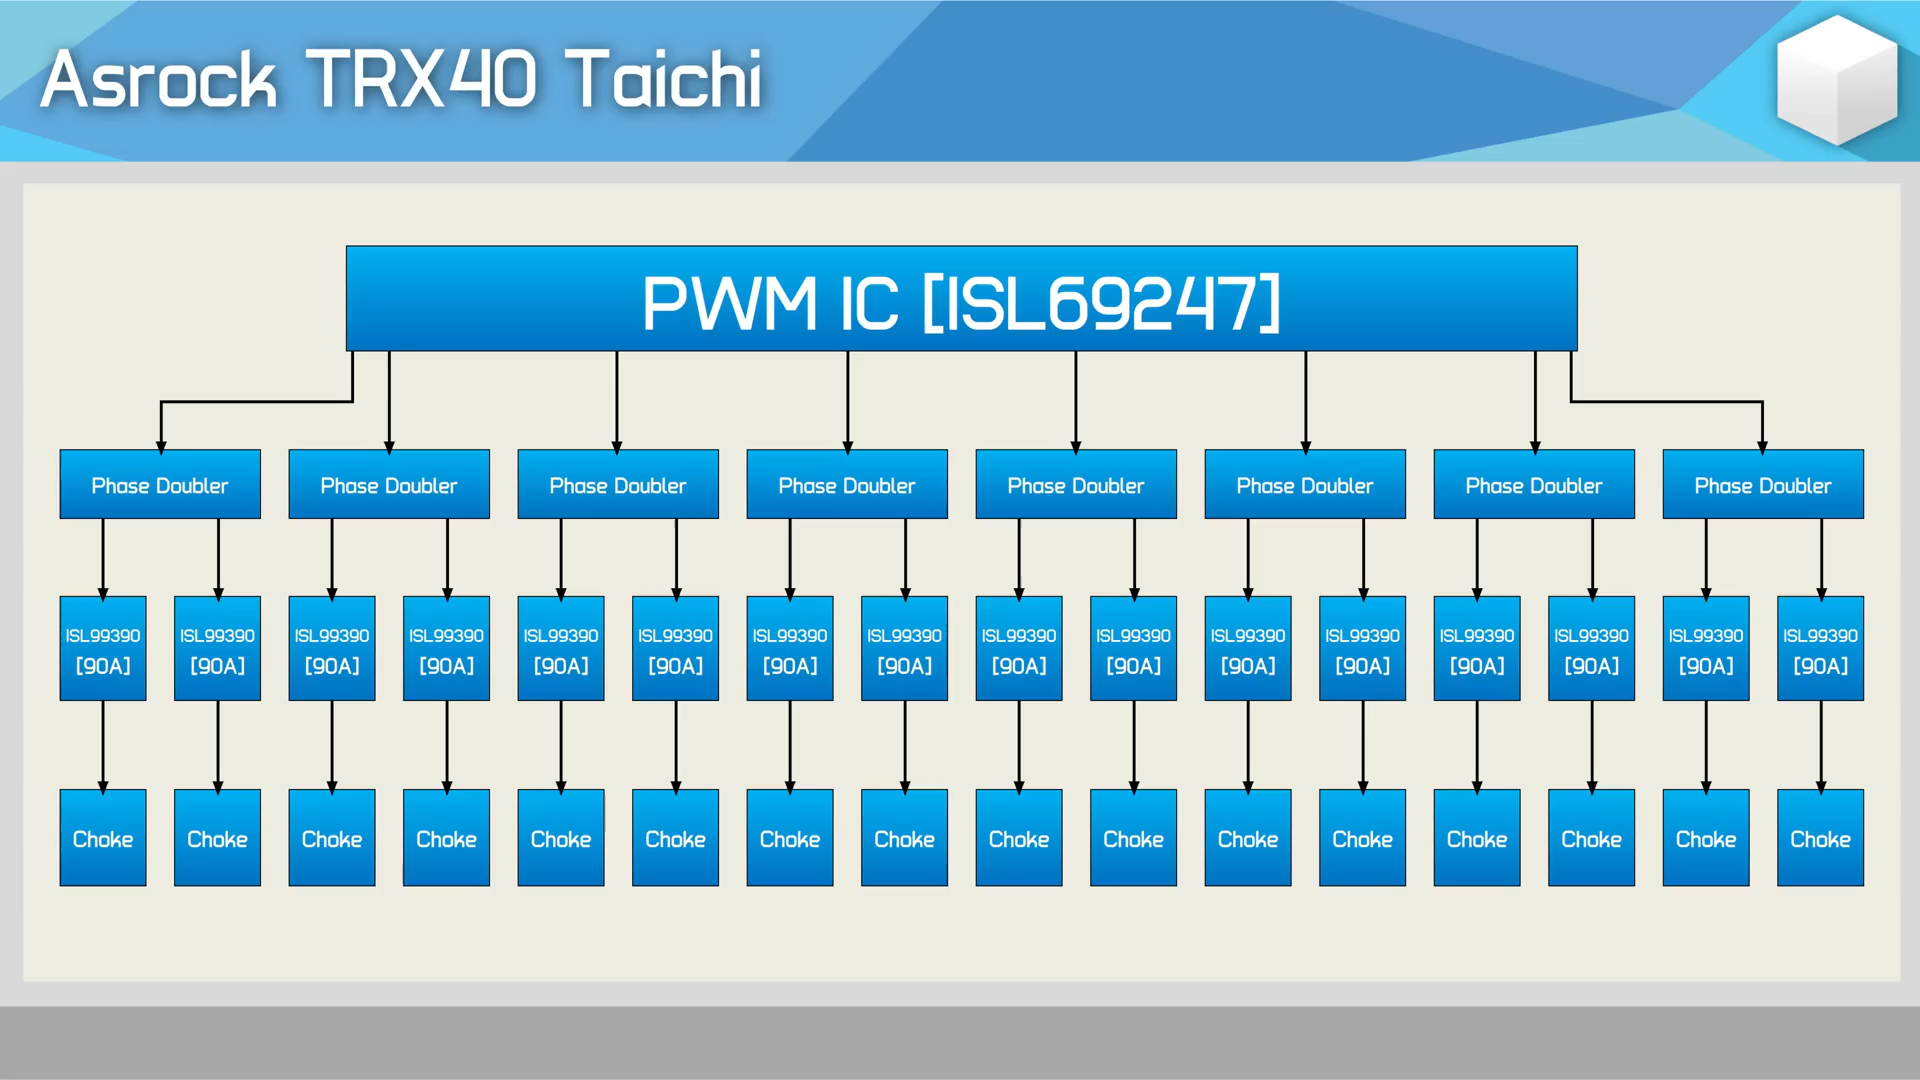 Asrock TRX40 Taichi
PWM IC [ISL69247]
Phase Doubler Phase Doubler Phase Doubler Phase Doubler Phase Doubler Phase Doubler Phase Doubler Phase Doubler
ISL99390 ISL99390 ISL99390 ISL99390 ISL99390 ISL99390 ISL99390 ISL99390 ISL99390 ISL99390 ISL99390 ISL99390 ISL99390 ISL99390 ISL99390 ISL99390
[90A] [90A] [90A] [90A] [90A] [90A] [90A] [90A] [90A] [90A] [90A] [90A] [90A] [90A] [90A] [90A]
Choke Choke Choke Choke Choke Choke Choke Choke Choke Choke Choke Choke Choke Choke Choke Choke